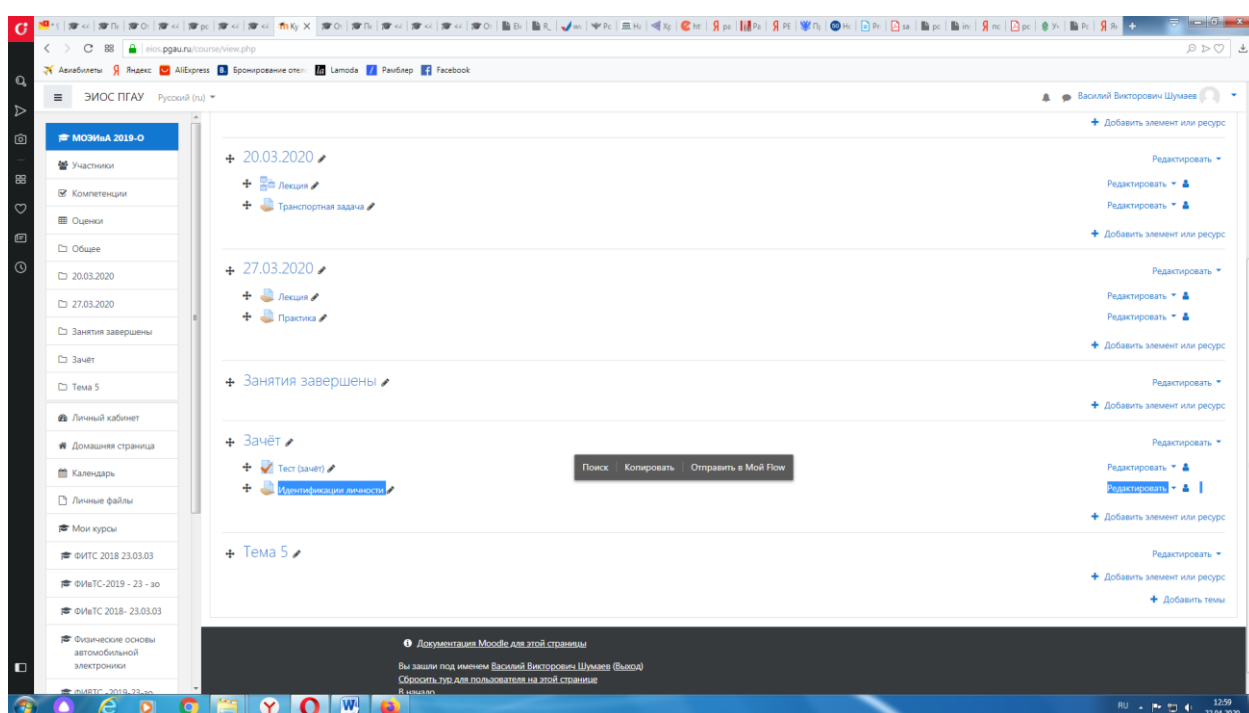 eios.pgau.ru/course/view.php
Авиабилеты Яндекс AliExpress Бронирование отел Lamoda Рамблер Facebook
ЭИОС ПГАУ Русский (ru) Василий Викторович Шумаев
Добавить элемент или ресурс
МОЭИвА 2019-О
Участники
Компетенции
Оценки
Общее
20.03.2020
27.03.2020
Занятия завершены
Зачёт
Тема 5
Личный кабинет
Домашняя страница
Календарь
Личные файлы
Мои курсы
ФИТС 2018 23.03.03
ФИвТС-2019 - 23 - зо
ФИвТС 2018- 23.03.03
Физические основы
автомобильной
электроники
20.03.2020 Редактировать
Лекция Редактировать
Транспортная задача Редактировать
Добавить элемент или ресурс
27.03.2020 Редактировать
Лекция Редактировать
Практика Редактировать
Добавить элемент или ресурс
Занятия завершены Редактировать
Добавить элемент или ресурс
Зачёт Редактировать
Поиск Копировать Отправить в Мой Flow
Тест (зачёт) Редактировать
Идентификации личности Редактировать
Добавить элемент или ресурс
Тема 5 Редактировать
Добавить элемент или ресурс
Добавить темы
Документация Moodle для этой страницы
Вы зашли под именем Василий Викторович Шумаев (Выход)
Сбросить тур для пользователя на этой странице
В начало
RU 12:59